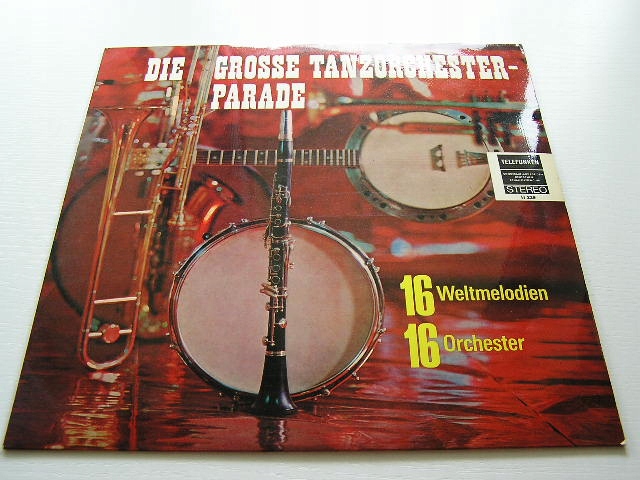 DIE GROSSE TANZORCHESTER-
PARADE
TELEFUNKEN
STEREO
16 Weltmelodien
16 Orchester